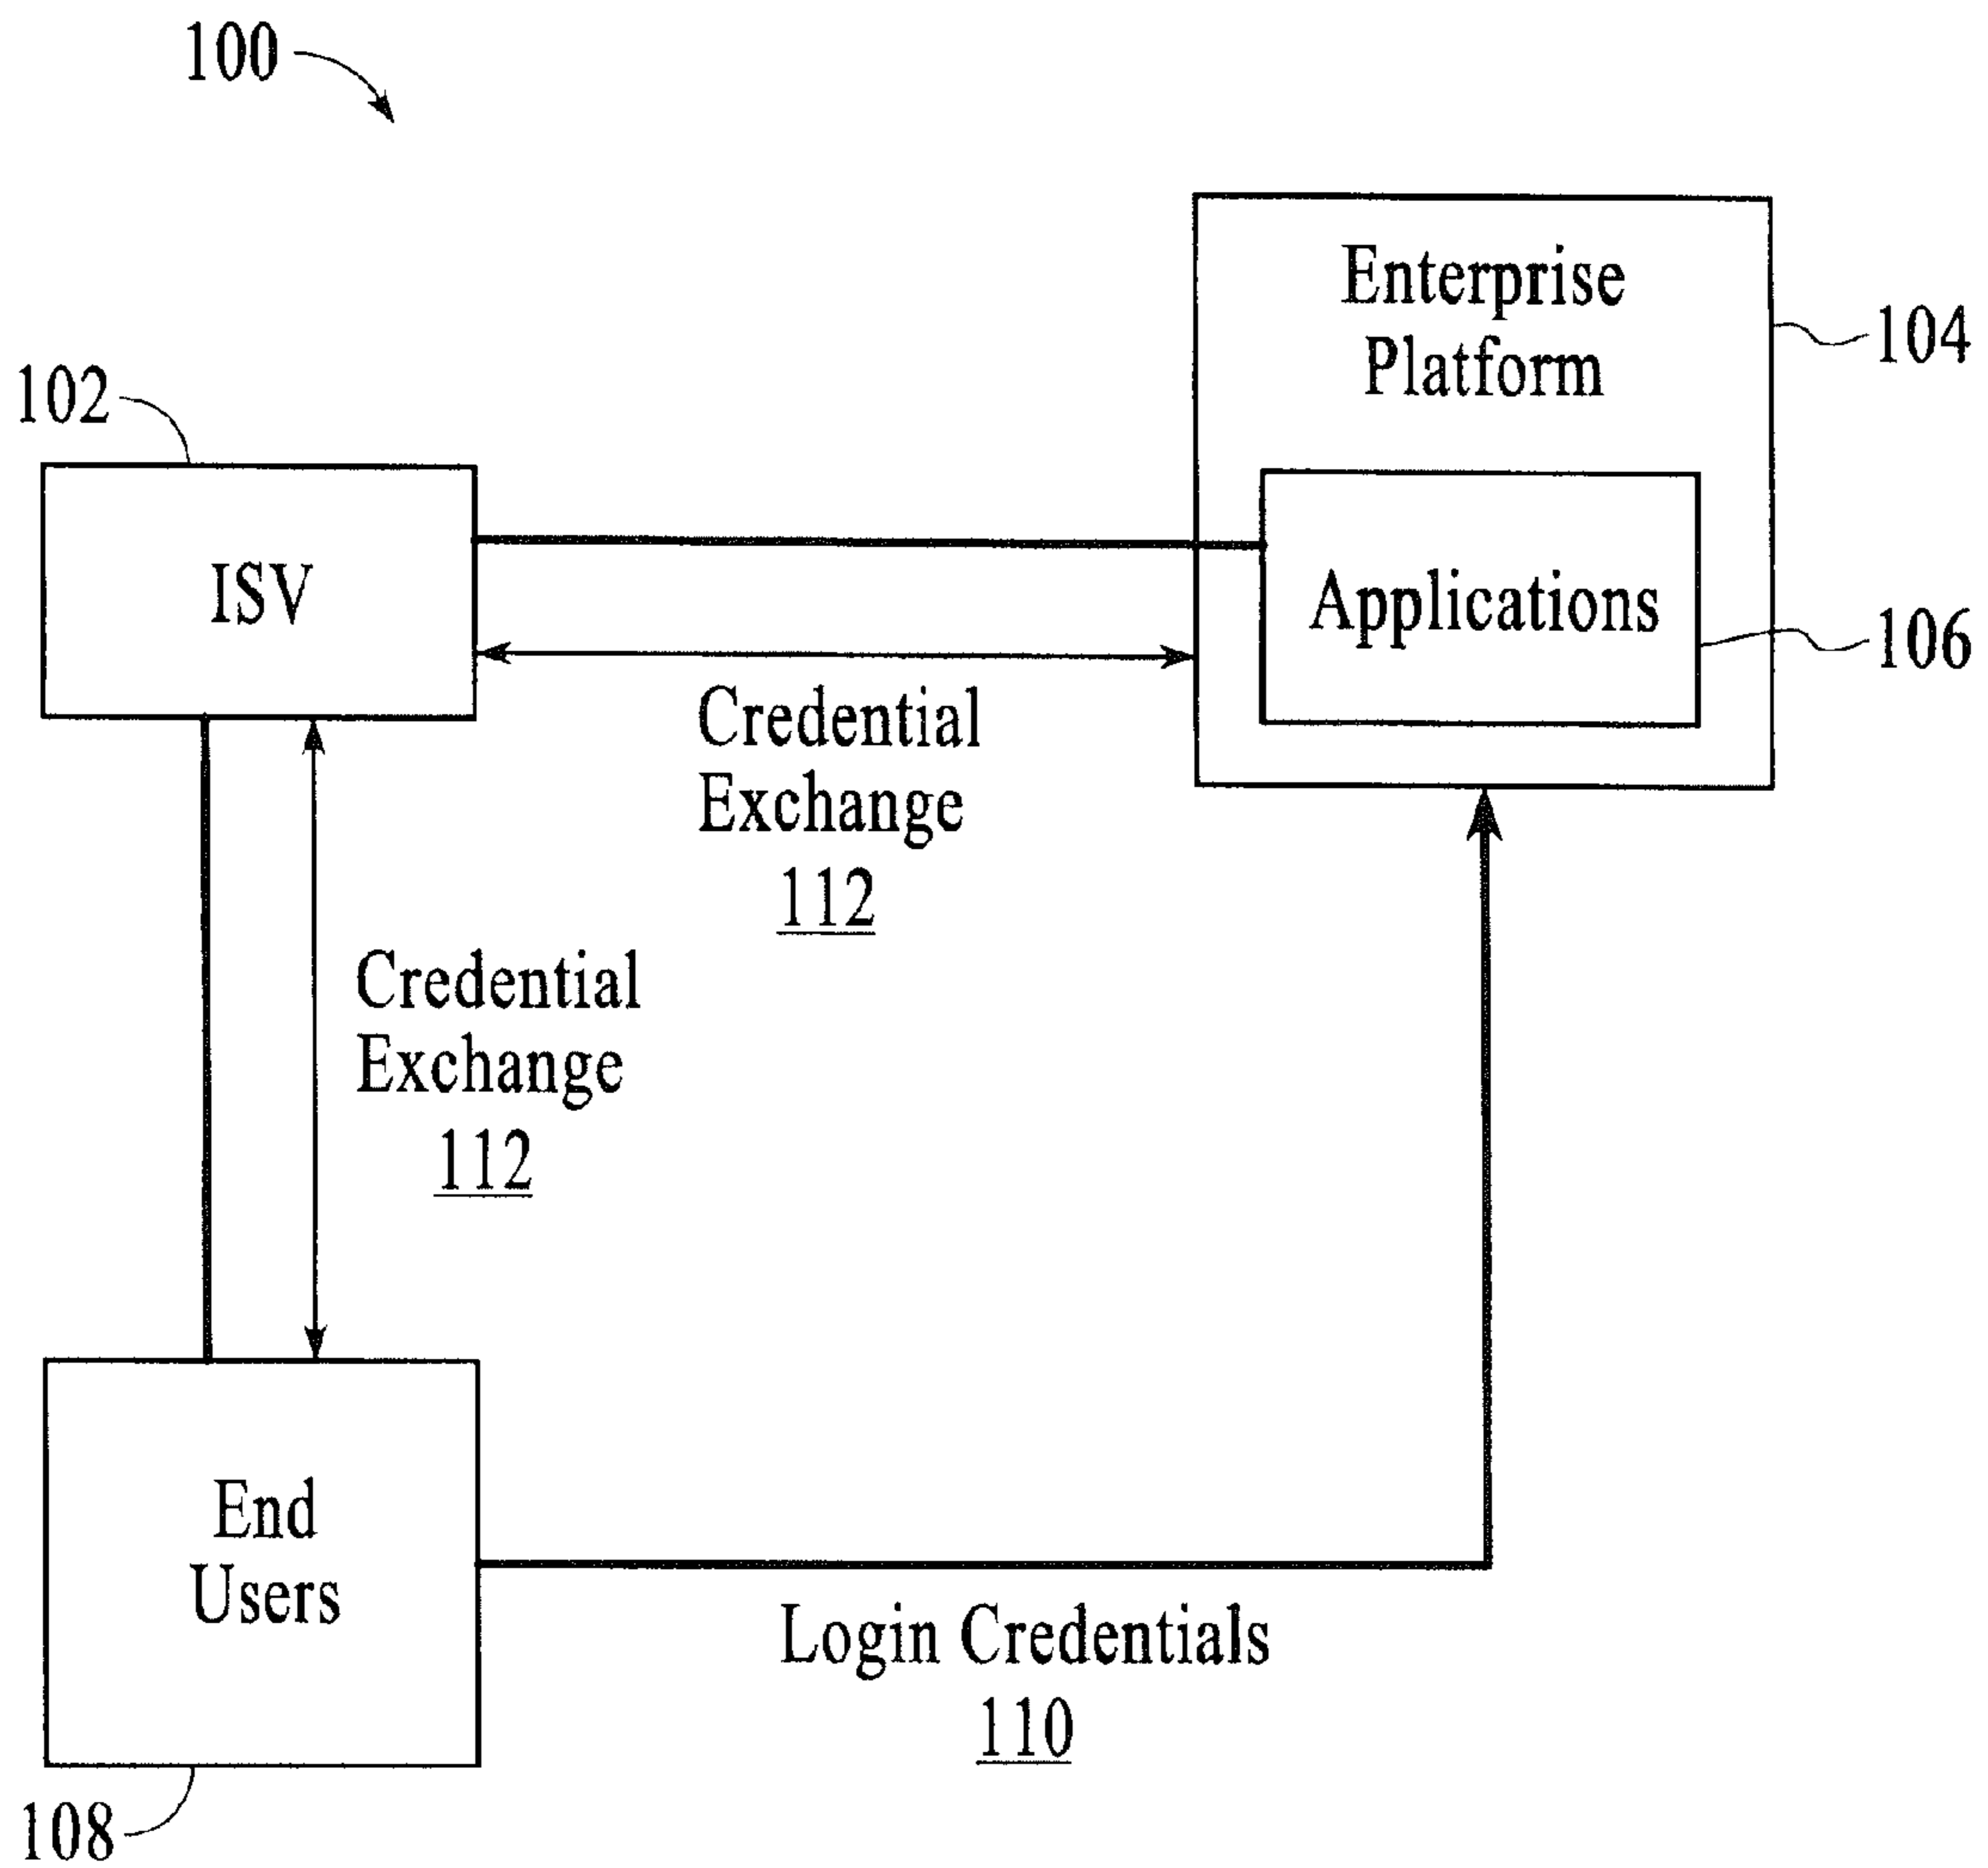 100
Enterprise
Platform
104
102
ISV
Applications
106
Credential
Exchange
112
Credential
Exchange
112
End
Users
Login Credentials
110
108